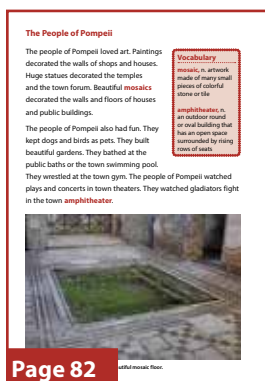 The People of Pompeii
The people of Pompeii loved art. Paintings
decorated the walls of shops and houses.
Huge statues decorated the temples
and the town forum. Beautiful mosaics
decorated the walls and floors of houses
and public buildings.
The people of Pompeii also had fun. They
kept dogs and birds as pets. They built
beautiful gardens. They bathed at the
public baths or the town swimming pool.
They wrestled at the town gym. The people of Pompeii watched
plays and concerts in town theaters. They watched gladiators fight
in the town amphitheater.
Vocabulary
mosaic, n. artwork
made of many small
pieces of colorful
stone or tile
amphitheater, n.
an outdoor round
or oval building that
has an open space
surrounded by rising
rows of seats
mosaic floor.
Page 82